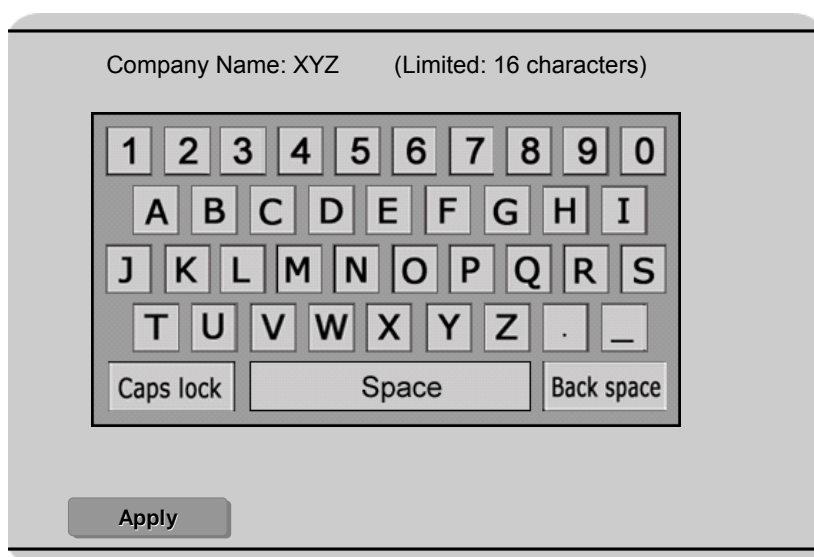 Company Name: XYZ (Limited: 16 characters)
1 2 3 4 5 6 7 8 9 0
A B C D E F G H I
J K L M N O P Q R S
T U V W X Y Z . _
Caps lock Space Back space
Apply